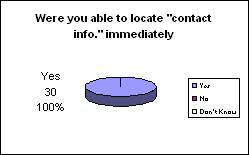 Were you able to locate "contact
info." immediately
Yes
30
100%
Yes
No
Don't Know